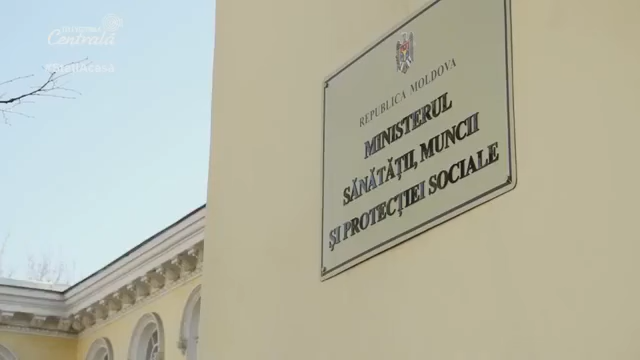 Centrală
REPUBLICA MOLDOVA
MINISTERUL
SĂNĂTĂȚII, MUNCII
ȘI PROTECȚIEI SOCIALE